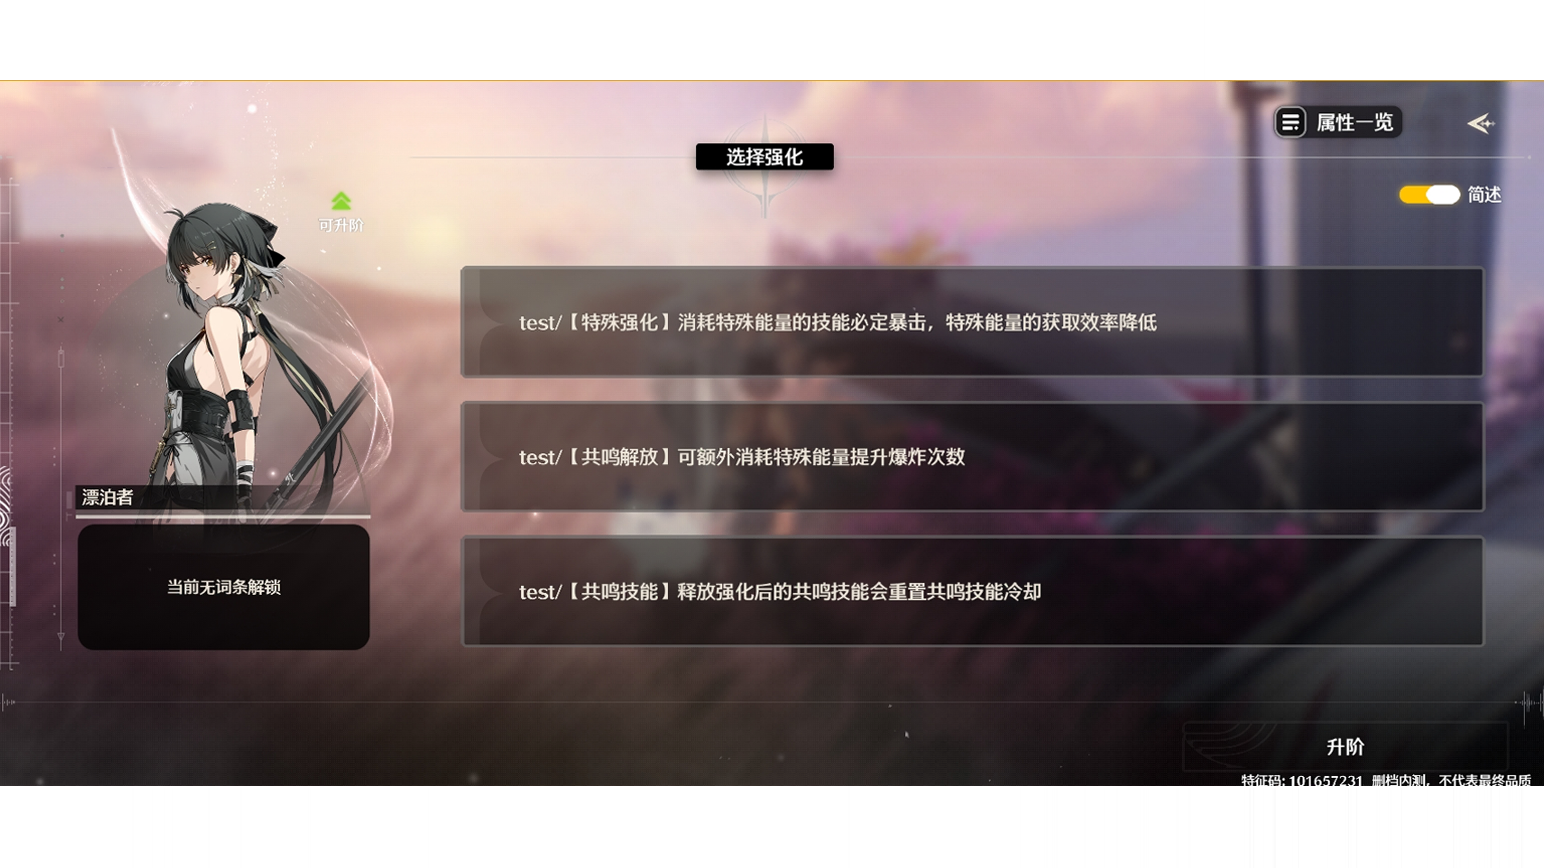 属性一览
选择强化
简述
可升阶
test/【特殊强化】消耗特殊能量的技能必定暴击，特殊能量的获取效率降低
test/【共鸣解放】可额外消耗特殊能量提升爆炸次数
漂泊者
当前无词条解锁
test/【共鸣技能】释放强化后的共鸣技能会重置共鸣技能冷却
升阶
特征码: 101657231 删档内测，不代表最终品质